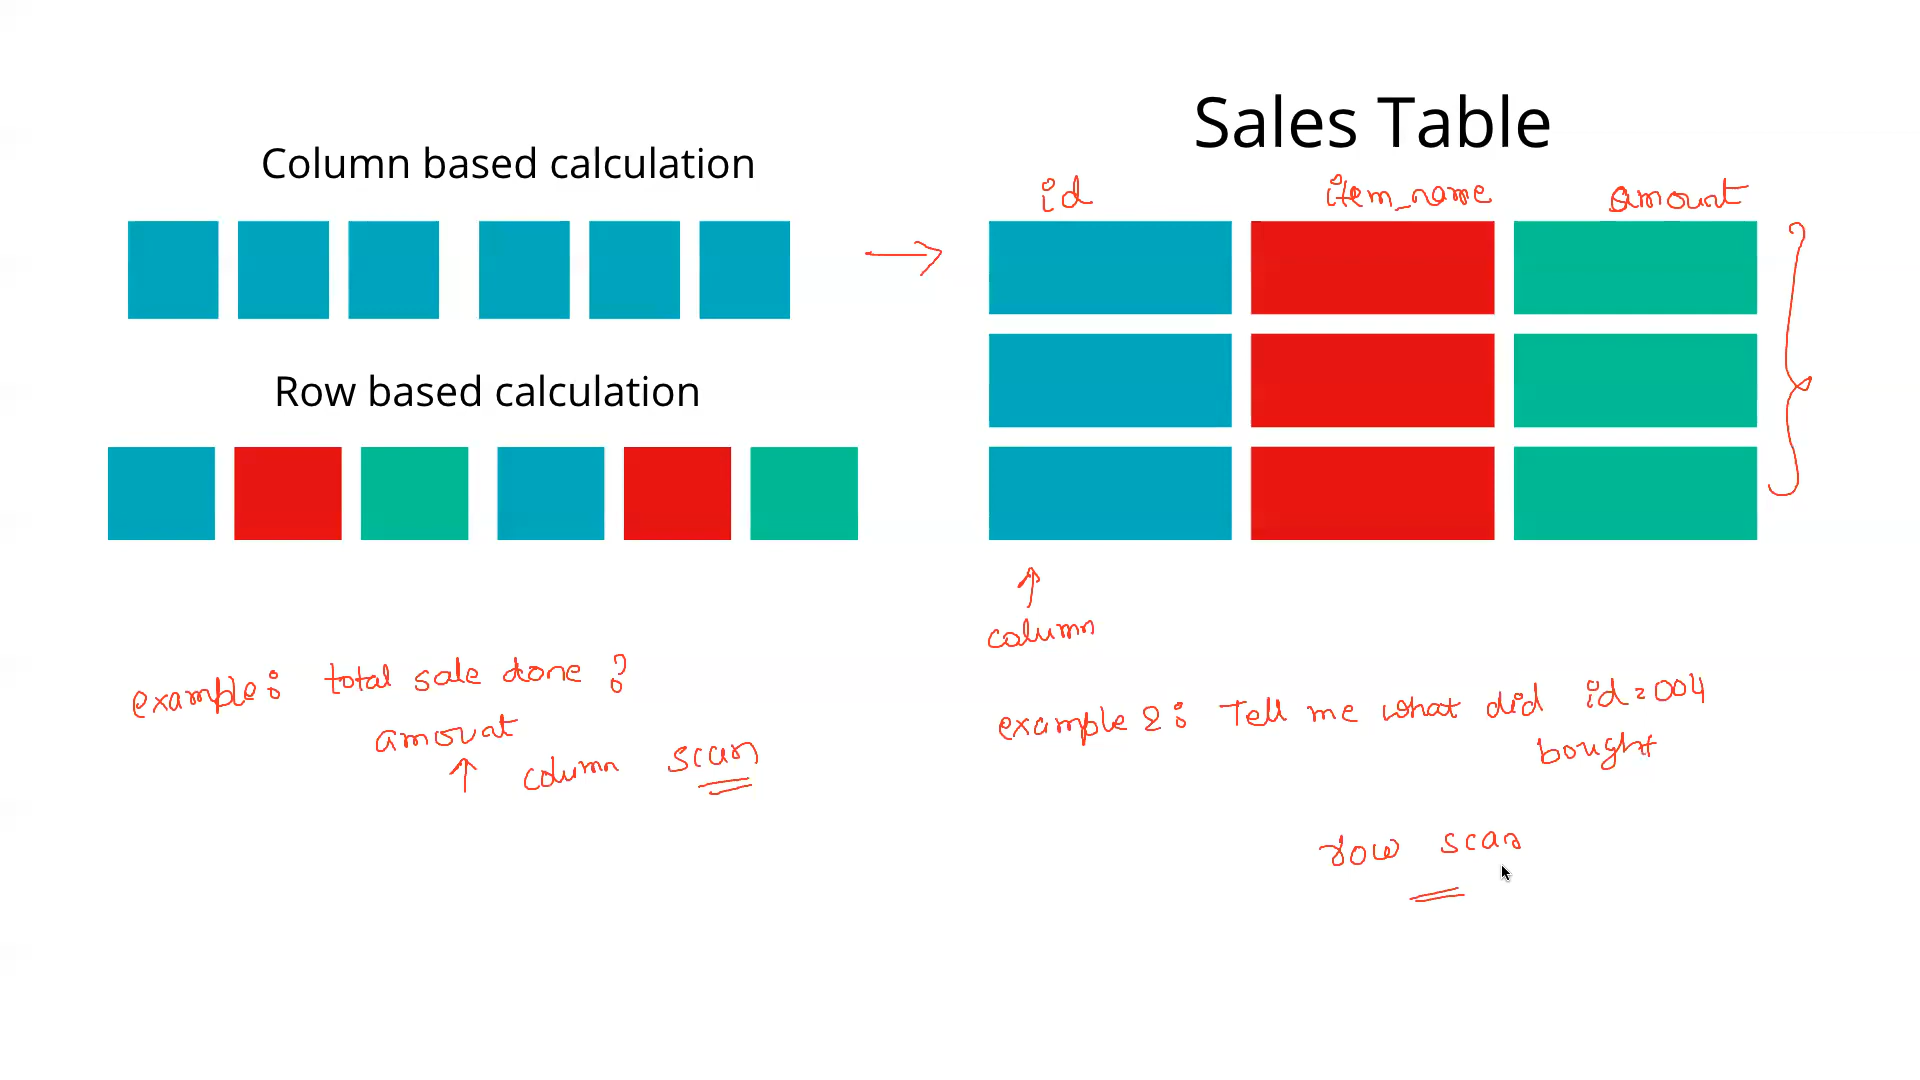 Sales Table
Column based calculation
id item_name amount
Row based calculation
column
example: total sale done ?
amount
column scan
example 2: Tell me what did id=004
bought
row scan